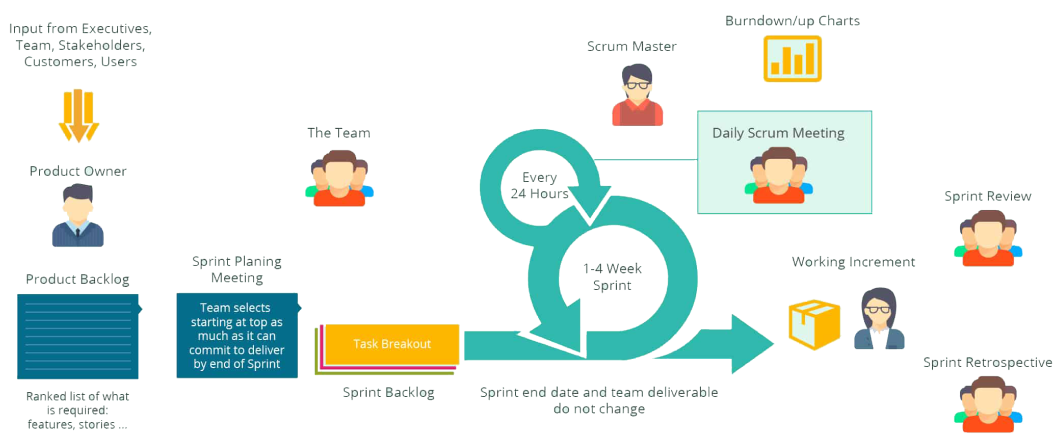 Input from Executives,
Team, Stakeholders,
Customers, Users
Product Owner
Product Backlog
Ranked list of what
is required:
features, stories ...
Sprint Planing
Meeting
Team selects
starting at top as
much as it can
commit to deliver
by end of Sprint
The Team
Task Breakout
Sprint Backlog
Every
24 Hours
1-4 Week
Sprint
Sprint end date and team deliverable
do not change
Scrum Master
Burndown/up Charts
Daily Scrum Meeting
Working Increment
Sprint Review
Sprint Retrospective